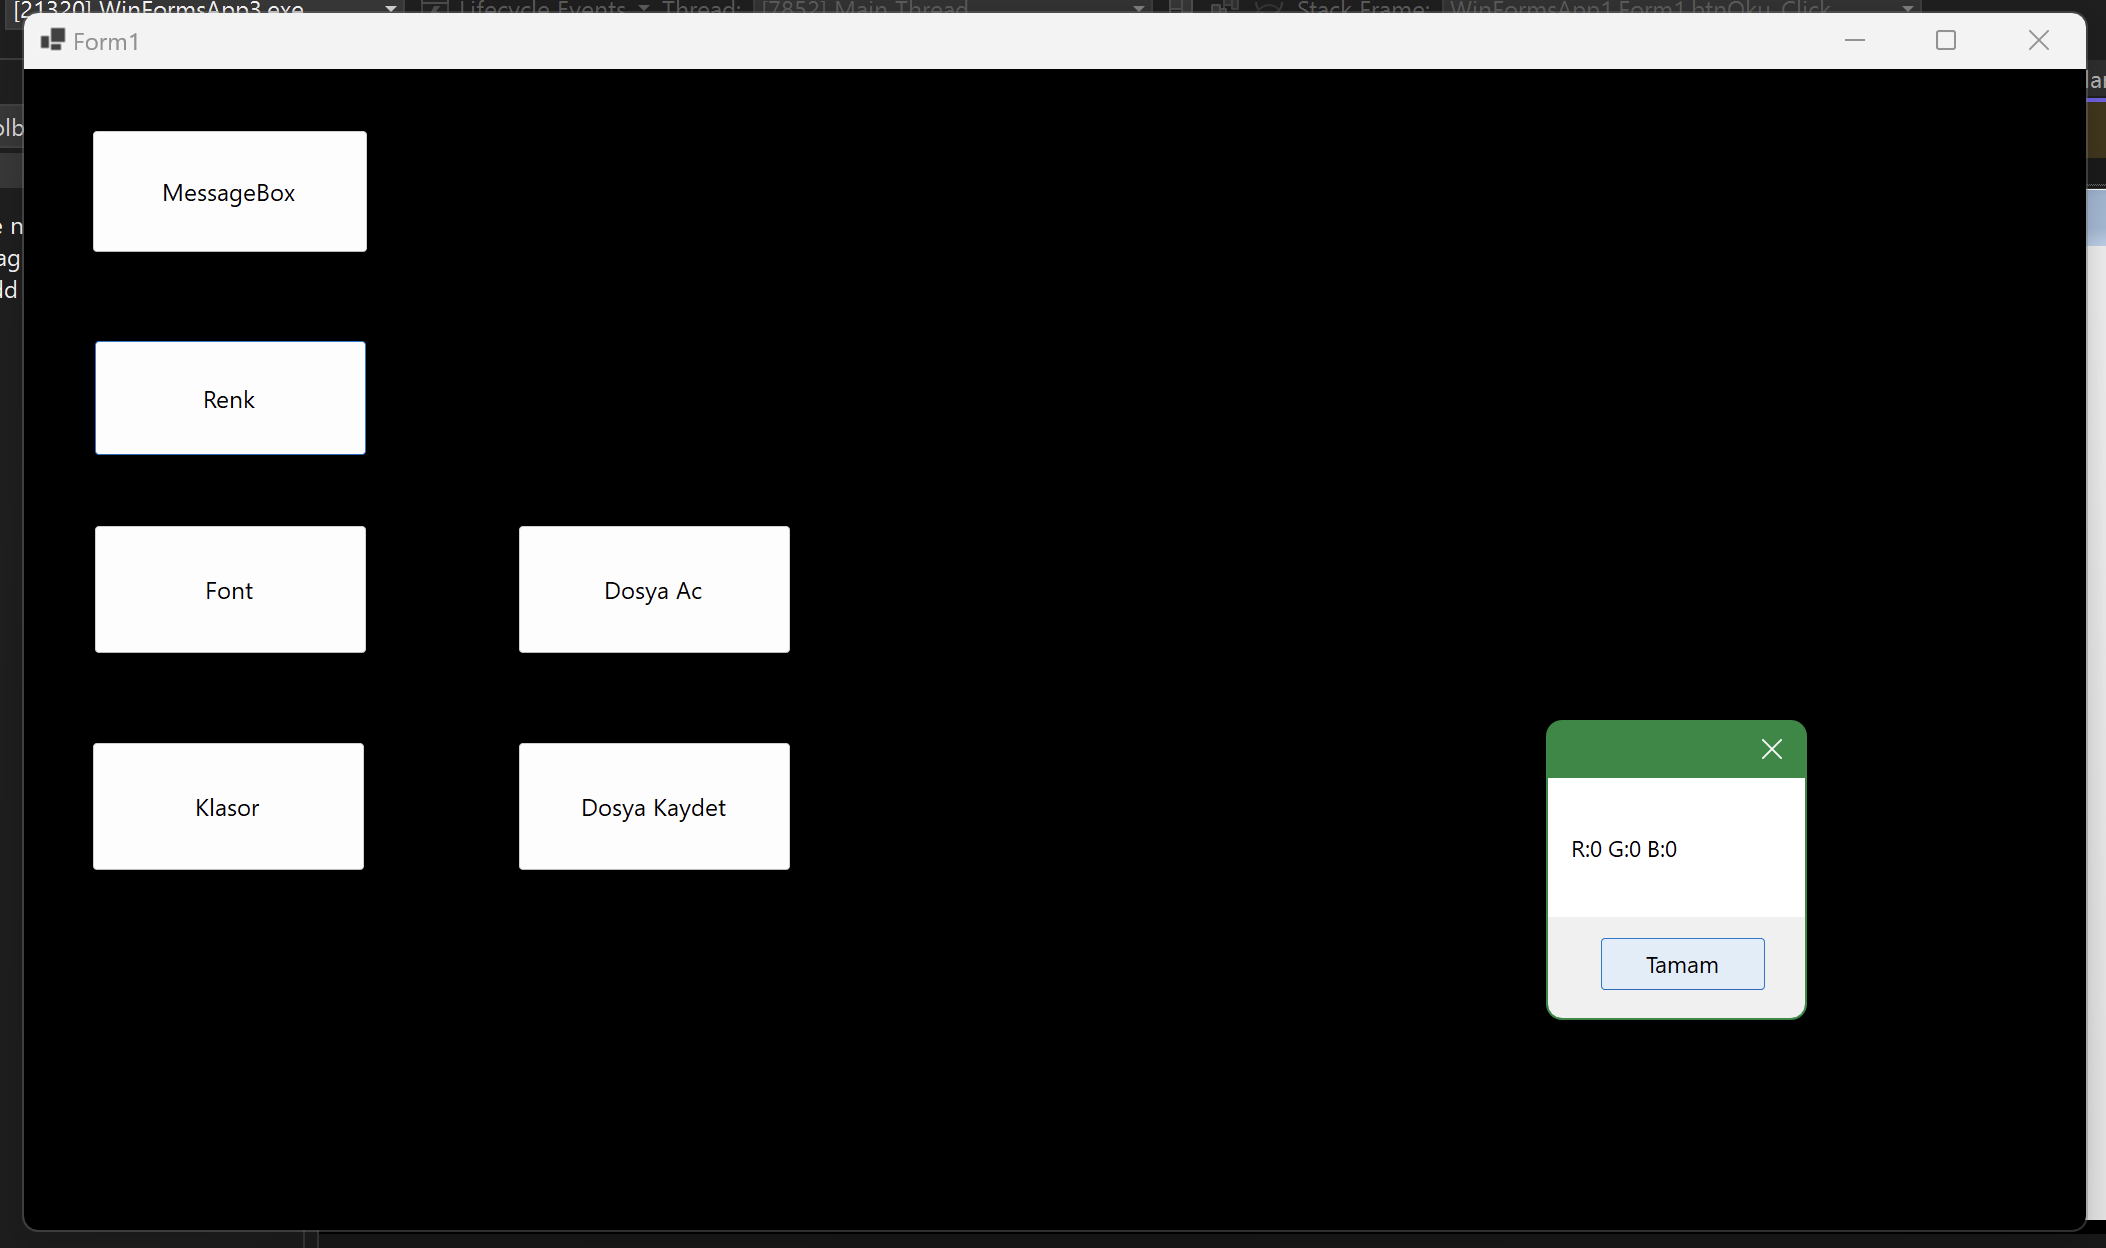 [21320] WinFormsApp3.exe Lifecycle Events Thread: [7852] Main Thread Stack Frame: WinFormsApp1.Form1.btnOku_Click
Form1
MessageBox
Renk
Font
Dosya Ac
Klasor
Dosya Kaydet
R:0 G:0 B:0
Tamam